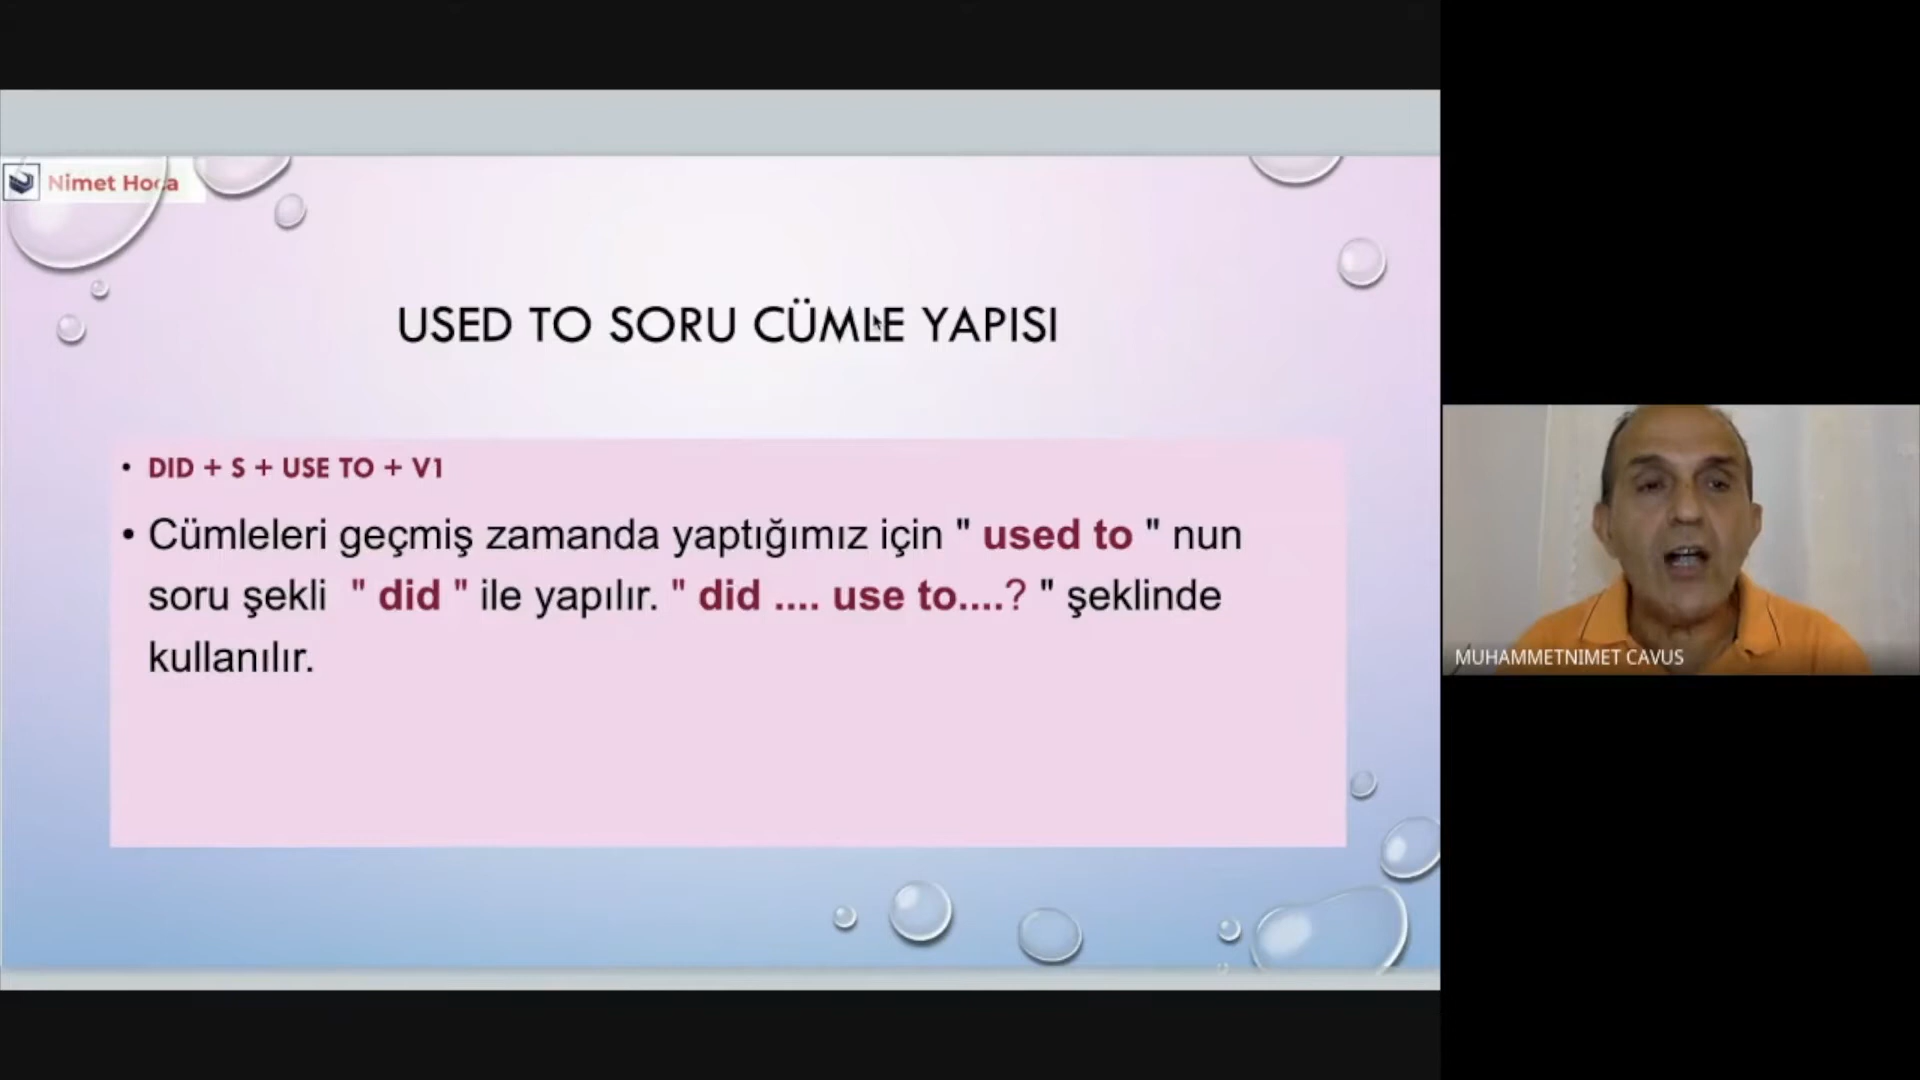 Nimet Hoca
USED TO SORU CÜMLE YAPISI
• DID + S + USE TO + V1
• Cümleleri geçmiş zamanda yaptığımız için " used to " nun
soru şekli " did " ile yapılır. " did .... use to....? " şeklinde
kullanılır.
MUHAMMETNIMET CAVUS